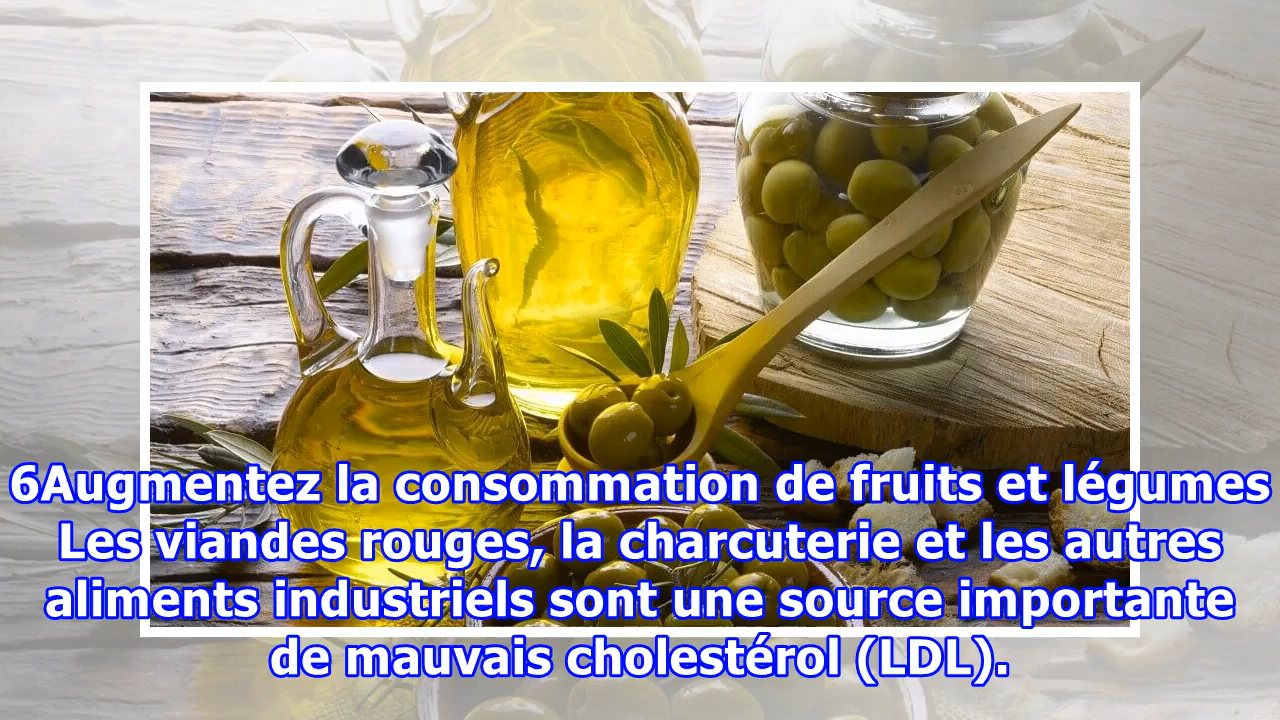 6Augmentez la consommation de fruits et légumes
Les viandes rouges, la charcuterie et les autres
aliments industriels sont une source importante
de mauvais cholestérol (LDL).